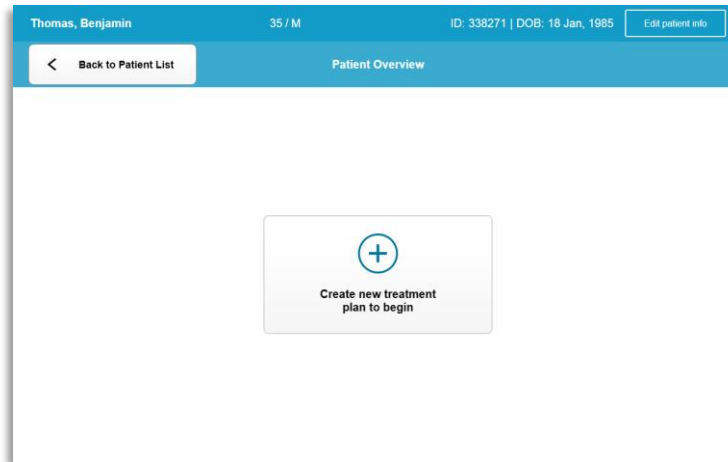 Thomas, Benjamin 35 / M ID: 338271 | DOB: 18 Jan, 1985 Edit patient info
Back to Patient List Patient Overview
Create new treatment
plan to begin